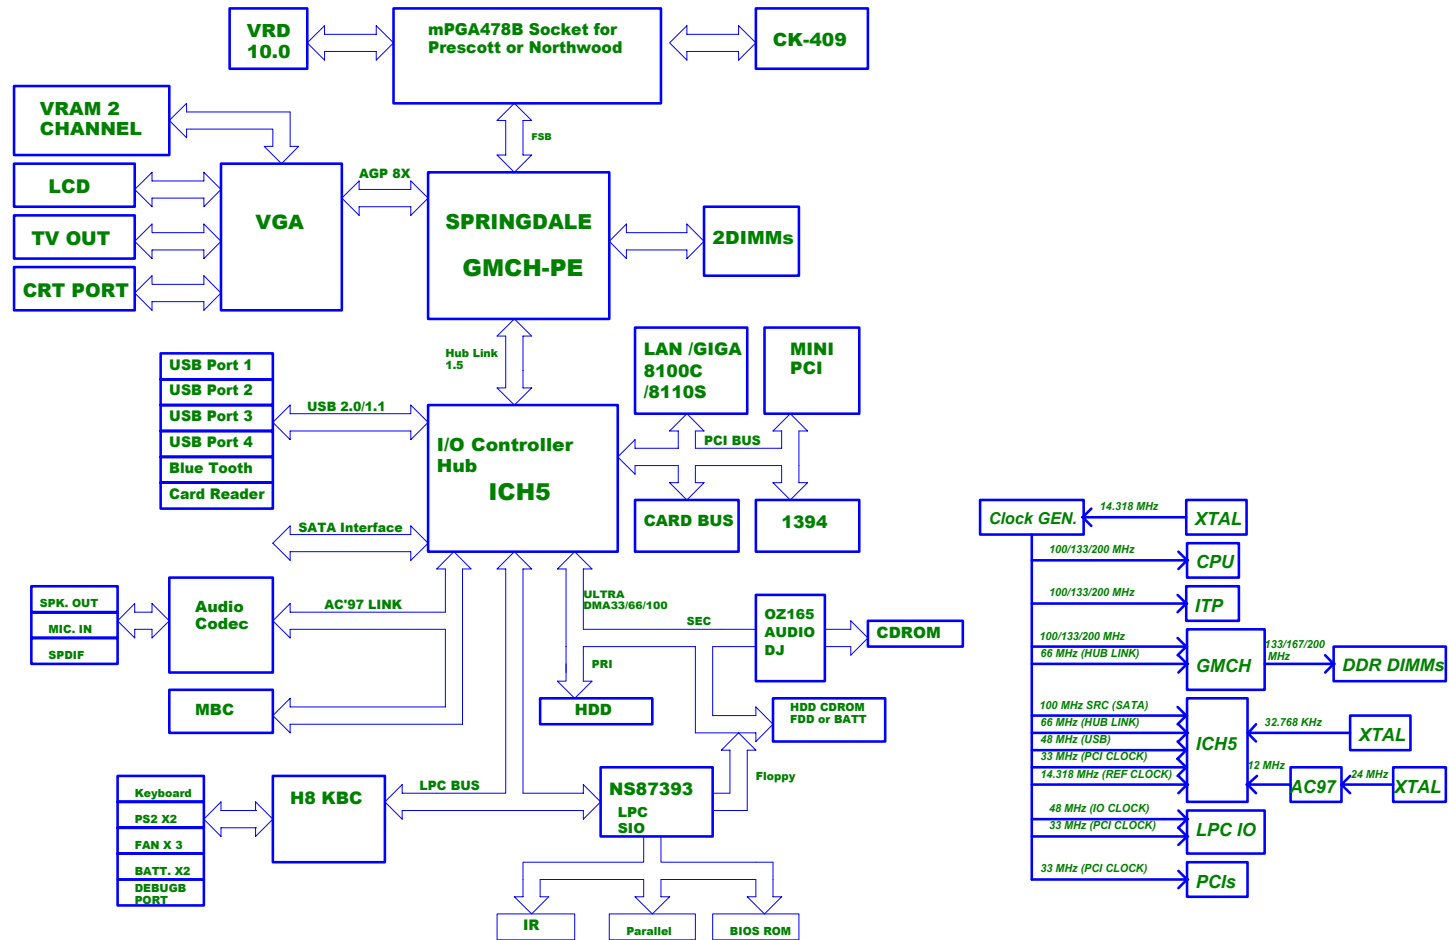 VRD
10.0
mPGA478B Socket for
Prescott or Northwood
CK-409
VRAM 2
CHANNEL
FSB
LCD
AGP 8X
VGA
SPRINGDALE
GMCH-PE
2DIMMs
TV OUT
CRT PORT
Hub Link
1.5
LAN /GIGA
8100C
/8110S
MINI
PCI
USB Port 1
USB Port 2
USB Port 3
USB Port 4
Blue Tooth
Card Reader
USB 2.0/1.1
I/O Controller
Hub
ICH5
PCI BUS
CARD BUS
1394
SATA Interface
SPK. OUT
MIC. IN
SPDIF
Audio
Codec
AC'97 LINK
ULTRA
DMA33/66/100
SEC
OZ165
AUDIO
DJ
CDROM
PRI
MBC
HDD
HDD CDROM
FDD or BATT
Floppy
Keyboard
PS2 X2
FAN X 3
BATT. X2
DEBUGB
PORT
H8 KBC
LPC BUS
NS87393
LPC
SIO
IR
Parallel
BIOS ROM
Clock GEN.
14.318 MHz
XTAL
100/133/200 MHz
CPU
100/133/200 MHz
ITP
100/133/200 MHz
66 MHz (HUB LINK)
GMCH
133/167/200
MHz
DDR DIMMs
100 MHz SRC (SATA)
66 MHz (HUB LINK)
48 MHz (USB)
33 MHz (PCI CLOCK)
14.318 MHz (REF CLOCK)
ICH5
32.768 KHz
XTAL
12 MHz
AC97
24 MHz
XTAL
48 MHz (IO CLOCK)
33 MHz (PCI CLOCK)
LPC IO
33 MHz (PCI CLOCK)
PCIs